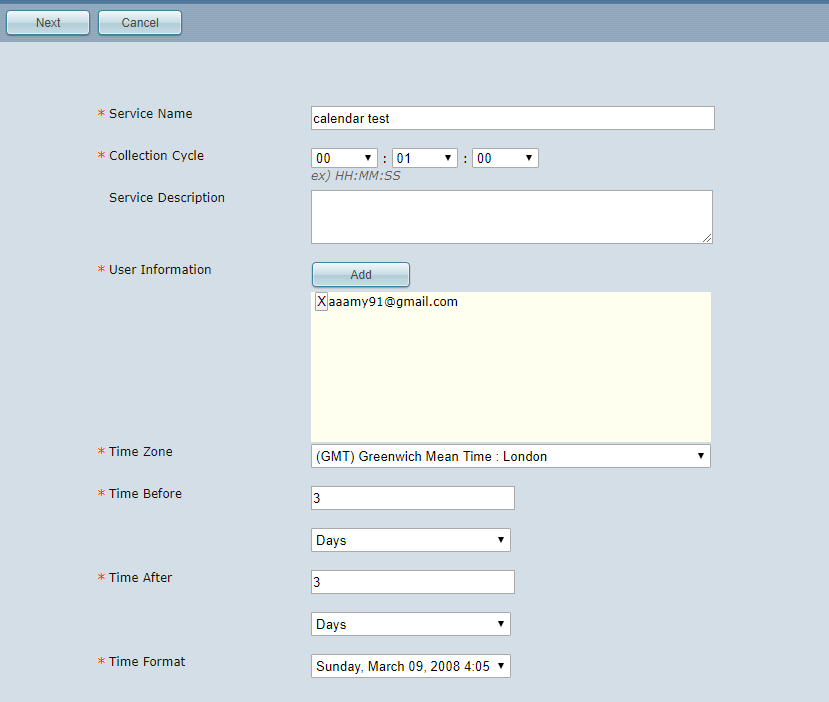 Next Cancel
* Service Name calendar test
* Collection Cycle 00 : 01 : 00
ex) HH:MM:SS
Service Description
* User Information Add
Xaaamy91@gmail.com
* Time Zone (GMT) Greenwich Mean Time : London
* Time Before 3
Days
* Time After 3
Days
* Time Format Sunday, March 09, 2008 4:05